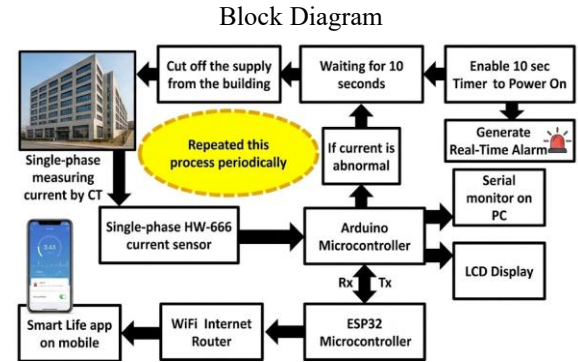 Block Diagram
Cut off the supply
from the building
Waiting for 10
seconds
Enable 10 sec
Timer to Power On
Generate
Real-Time Alarm
Repeated this
process periodically
If current is
abnormal
Single-phase
measuring
current by CT
Serial
monitor on
PC
Single-phase HW-666
current sensor
Arduino
Microcontroller
LCD Display
Rx
Tx
Smart Life app
on mobile
WiFi Internet
Router
ESP32
Microcontroller